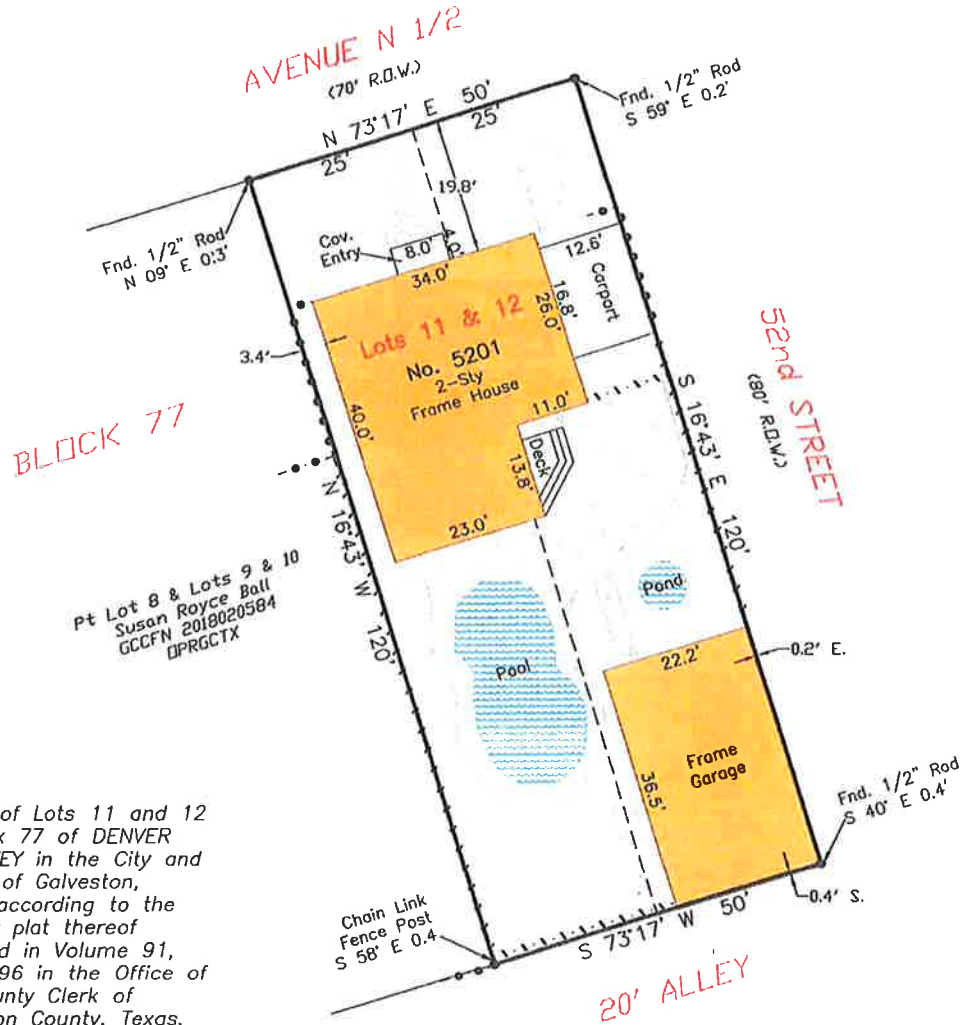 AVENUE N 1/2
(70' R.O.W.)
N 73°17' E 50'
25'
25'
Fnd. 1/2" Rod
S 59° E 0.2'
Fnd. 1/2" Rod
N 09° E 0.3'
19.8'
Cov.
Entry
8.0'
4.0'
34.0'
12.6'
Carport
16.8'
26.0'
Lots 11 & 12
No. 5201
2-Sty
Frame House
3.4'
40.0'
11.0'
Deck
13.8'
23.0'
BLOCK 77
52nd STREET
(80' R.O.W.)
S 16°43' E 120'
N 16°43' W 120'
Pt Lot 8 & Lots 9 & 10
Susan Royce Ball
GCCFN 2018020584
OPRGCTX
Pond
Pool
22.2'
0.2' E.
Frame
Garage
36.5'
Fnd. 1/2" Rod
S 40° E 0.4'
0.4' S.
Chain Link
Fence Post
S 58° E 0.4
S 73°17' W 50'
20' ALLEY
of Lots 11 and 12
k 77 of DENVER
EY in the City and
of Galveston,
according to the
plat thereof
d in Volume 91,
96 in the Office of
unty Clerk of
on County, Texas.